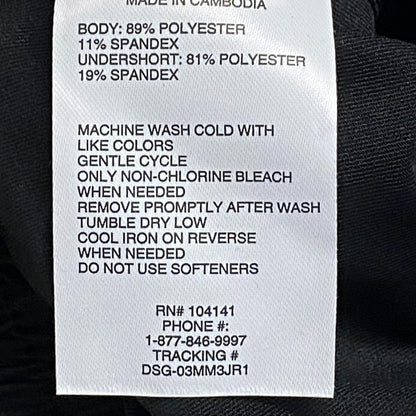 MADE IN CAMBODIA
BODY: 89% POLYESTER
11% SPANDEX
UNDERSHORT: 81% POLYESTER
19% SPANDEX
MACHINE WASH COLD WITH
LIKE COLORS
GENTLE CYCLE
ONLY NON-CHLORINE BLEACH
WHEN NEEDED
REMOVE PROMPTLY AFTER WASH
TUMBLE DRY LOW
COOL IRON ON REVERSE
WHEN NEEDED
DO NOT USE SOFTENERS
RN# 104141
PHONE #:
1-877-846-9997
TRACKING #
DSG-03MM3JR1